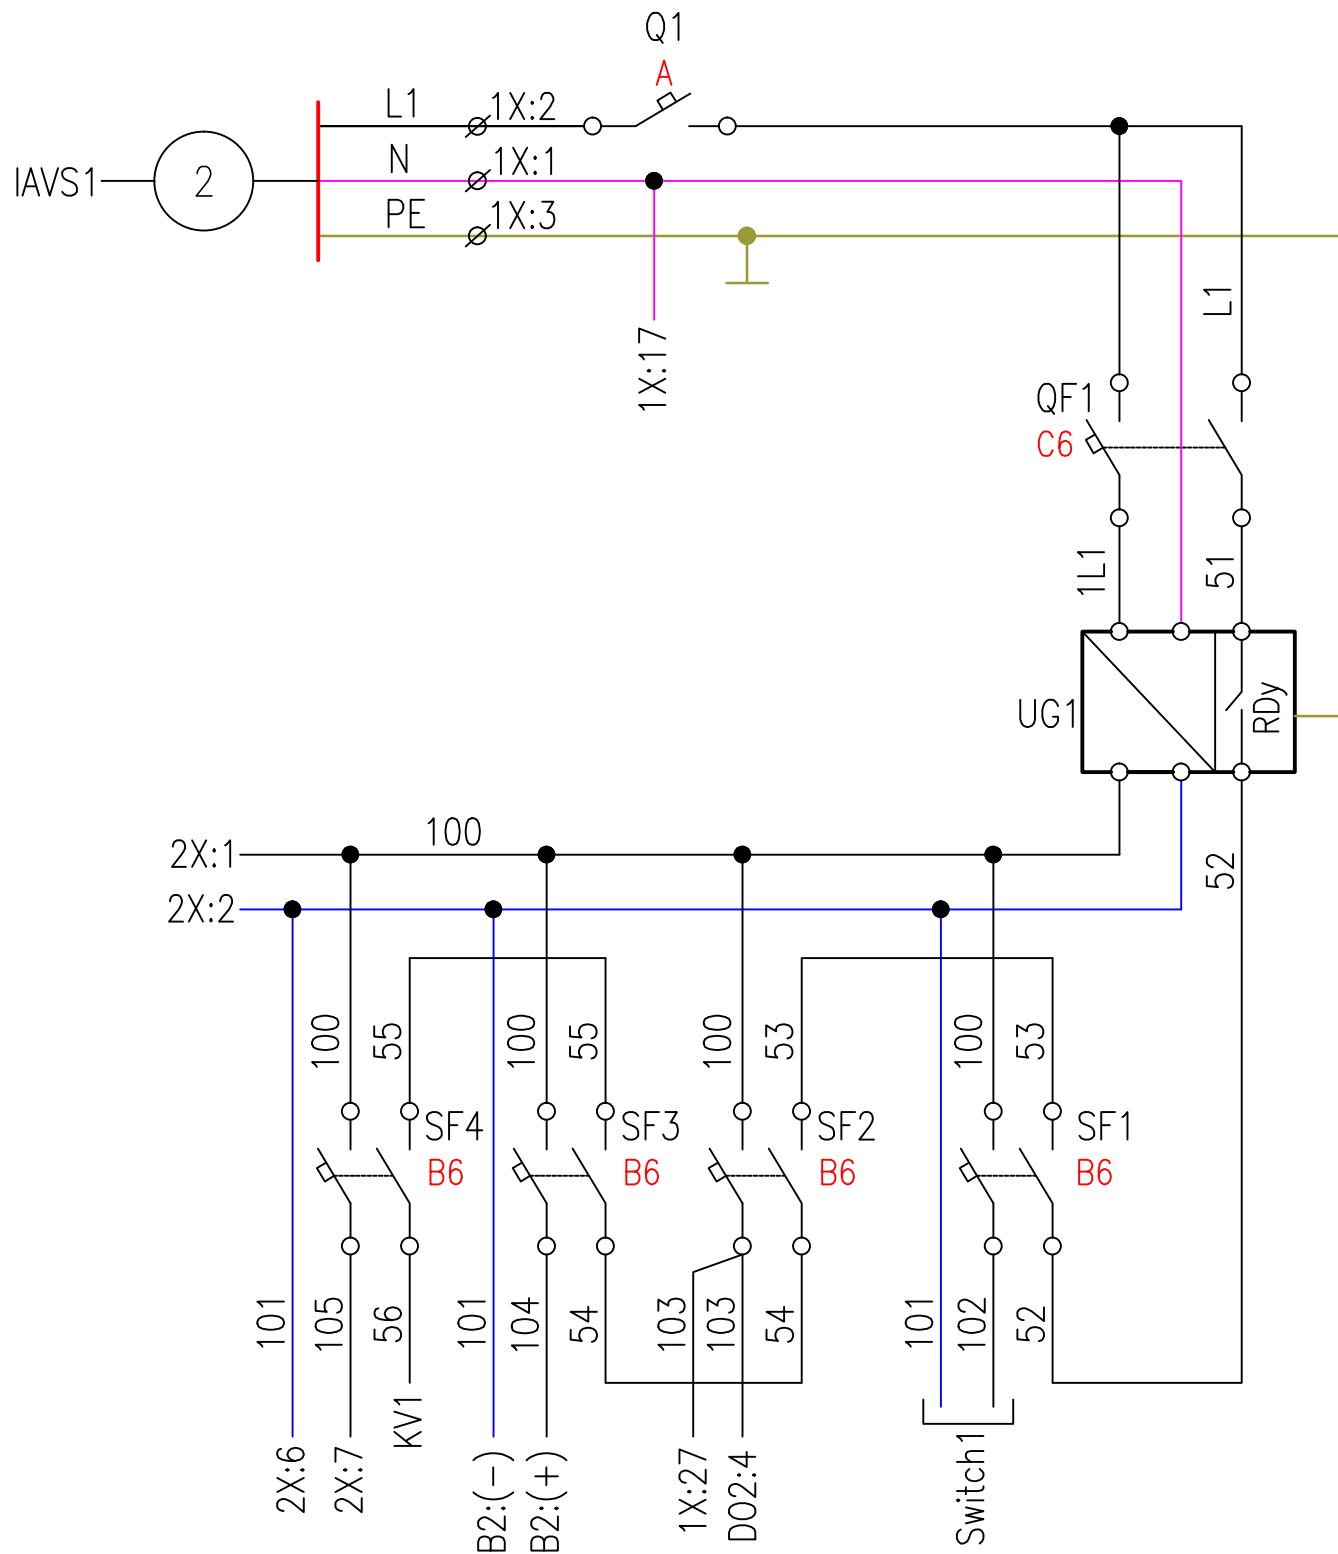 Q1
A
L1
1X:2
N
1X:1
IAVS1
2
PE
1X:3
L1
1X:17
QF1
C6
1L1
51
UG1
RDy
100
2X:1
52
2X:2
100
55
100
55
100
53
100
53
SF4
B6
SF3
B6
SF2
B6
SF1
B6
101
105
56
101
104
54
103
103
54
101
102
52
KV1
2X:6
2X:7
B2:(-)
B2:(+)
1X:27
DO2:4
Switch1